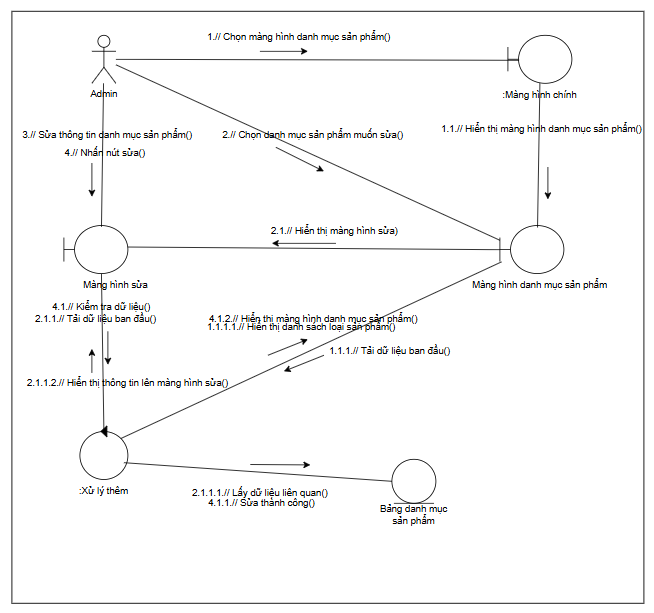 1.// Chọn màng hình danh mục sản phẩm()
Admin
:Màng hình chính
1.1.// Hiển thị màng hình danh mục sản phẩm()
3.// Sửa thông tin danh mục sản phẩm()
2.// Chọn danh mục sản phẩm muốn sửa()
4.// Nhấn nút sửa()
2.1.// Hiển thị màng hình sửa)
Màng hình sửa
Màng hình danh mục sản phẩm
4.1.// Kiểm tra dữ liệu()
2.1.1.// Tải dữ liệu ban đầu()
4.1.2.// Hiển thị màng hình danh mục sản phẩm()
1.1.1.1.// Hiển thị danh sách loại sản phẩm()
1.1.1.// Tải dữ liệu ban đầu()
2.1.1.2.// Hiển thị thông tin lên màng hình sửa()
:Xử lý thêm
2.1.1.1.// Lấy dữ liệu liên quan()
4.1.1.// Sửa thành công()
Bảng danh mục
sản phẩm